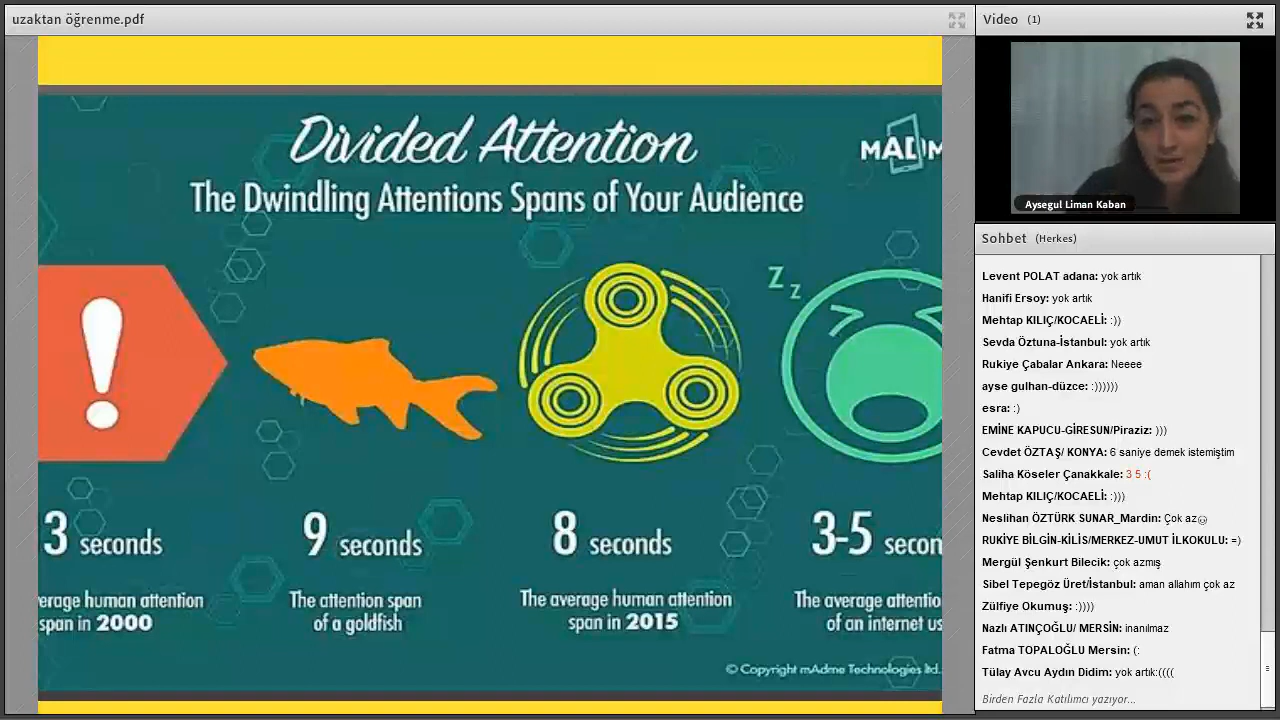 uzaktan öğrenme.pdf
Divided Attention
The Dwindling Attentions Spans of Your Audience
3 seconds
9 seconds
8 seconds
3-5 secon
erage human attention
span in 2000
The attention span
of a goldfish
The average human attention
span in 2015
The average attentio
of an internet us
© Copyright mAdme Technologies ltd.
Video (1)
Aysegul Liman Kaban
Sohbet (Herkes)
Levent POLAT adana: yok artık
Hanifi Ersoy: yok artık
Mehtap KILIÇ/KOCAELİ: :))
Sevda Öztuna-İstanbul: yok artık
Rukiye Çabalar Ankara: Neeee
ayse gulhan-düzce: :))))))
esra: :)
EMİNE KAPUCU-GİRESUN/Piraziz: )))
Cevdet ÖZTAŞ/ KONYA: 6 saniye demek istemiştim
Saliha Köseler Çanakkale: 3 5 :(
Mehtap KILIÇ/KOCAELİ: :)))
Neslihan ÖZTÜRK SUNAR_Mardin: Çok az☺
RUKİYE BİLGİN-KİLİS/MERKEZ-UMUT İLKOKULU: =)
Mergül Şenkurt Bilecik: çok azmış
Sibel Tepegöz Üret/İstanbul: aman allahım çok az
Zülfiye Okumuş: :))))
Nazlı ATINÇOĞLU/ MERSİN: inanılmaz
Fatma TOPALOĞLU Mersin: (:
Tülay Avcu Aydın Didim: yok artık:((((
Birden Fazla Katılımcı yazıyor...